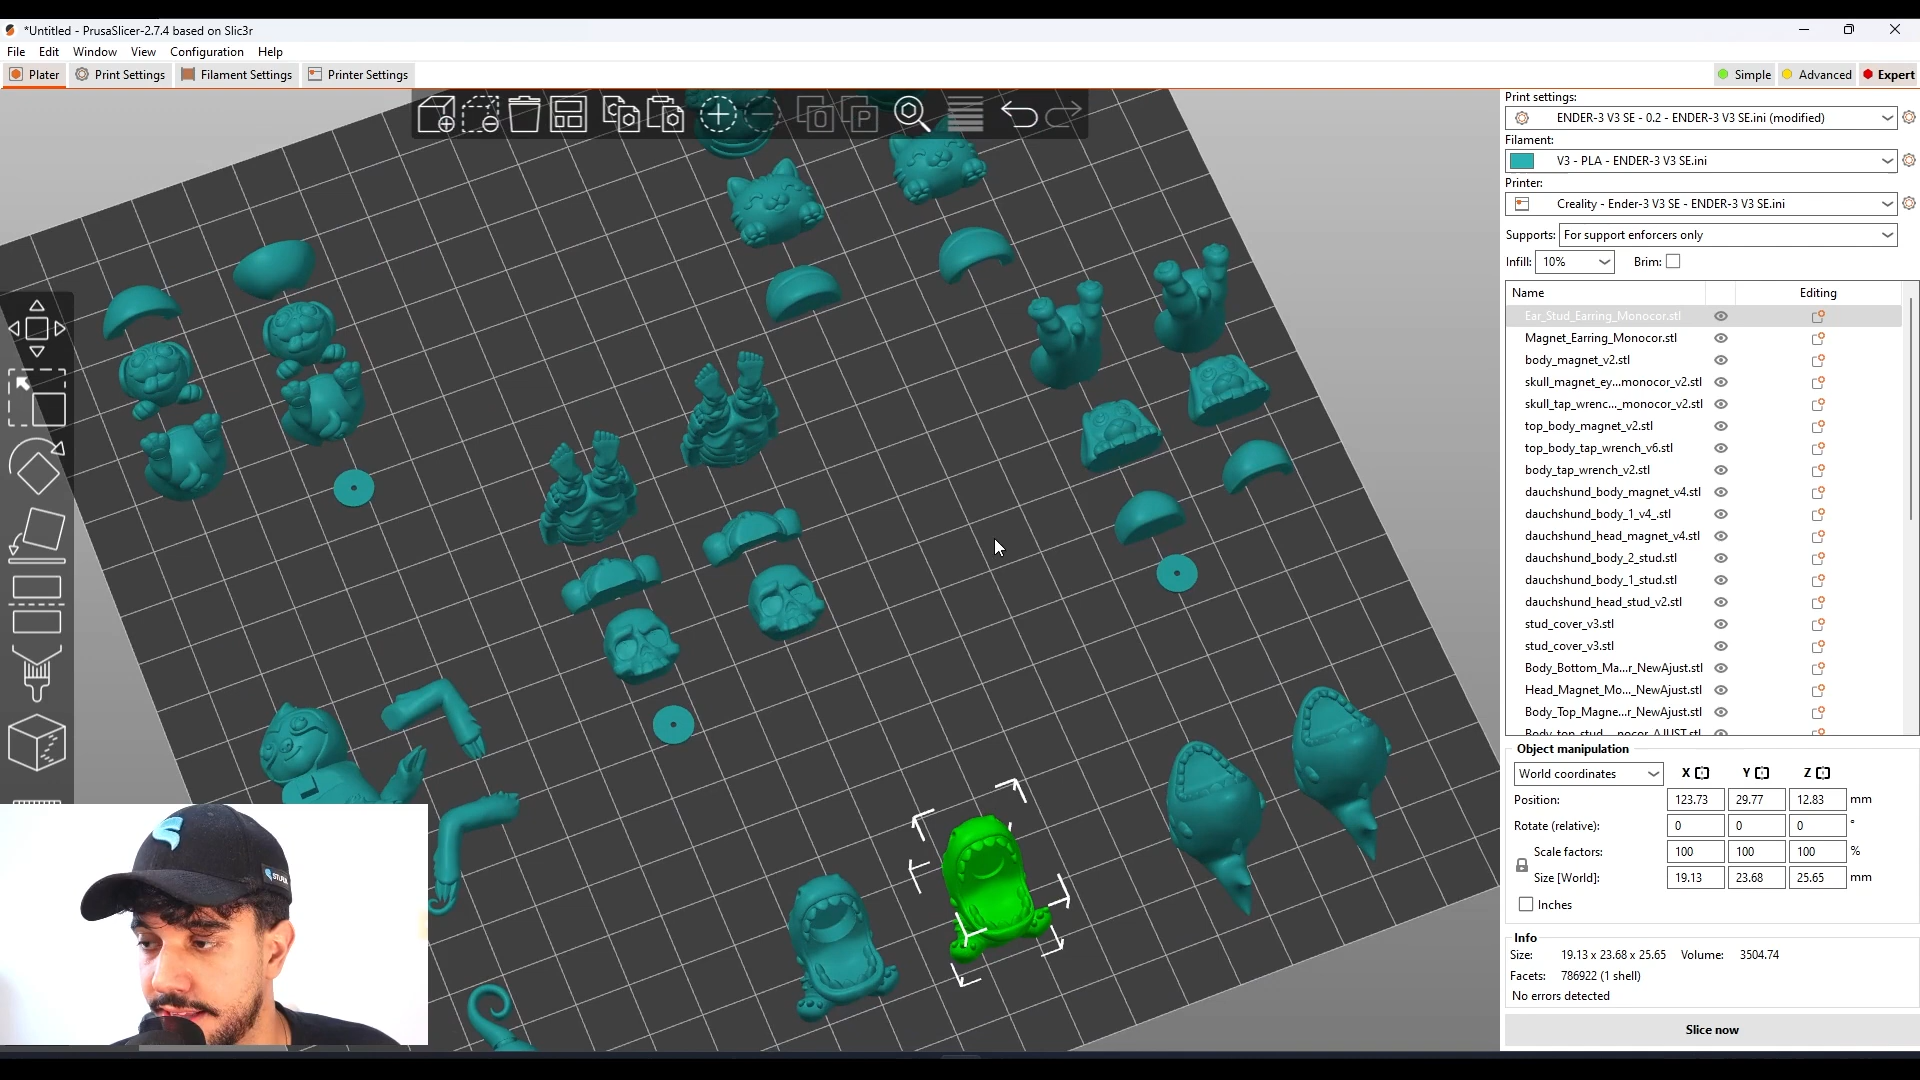 *Untitled - PrusaSlicer-2.7.4 based on Slic3r
File Edit Window View Configuration Help
Plater Print Settings Filament Settings Printer Settings Simple Advanced Expert
Print settings:
ENDER-3 V3 SE - 0.2 - ENDER-3 V3 SE.ini (modified)
Filament:
V3 - PLA - ENDER-3 V3 SE.ini
Printer:
Creality - Ender-3 V3 SE - ENDER-3 V3 SE.ini
Supports: For support enforcers only
Infill: 10% Brim:
Name Editing
Ear_Stud_Earring_Monocor.stl
Magnet_Earring_Monocor.stl
body_magnet_v2.stl
skull_magnet_ey...monocor_v2.stl
skull_tap_wrenc..._monocor_v2.stl
top_body_magnet_v2.stl
top_body_tap_wrench_v6.stl
body_tap_wrench_v2.stl
dauchshund_body_magnet_v4.stl
dauchshund_body_1_v4_.stl
dauchshund_head_magnet_v4.stl
dauchshund_body_2_stud.stl
dauchshund_body_1_stud.stl
dauchshund_head_stud_v2.stl
stud_cover_v3.stl
stud_cover_v3.stl
Body_Bottom_Ma...r_NewAjust.stl
Head_Magnet_Mo..._NewAjust.stl
Body_Top_Magne...r_NewAjust.stl
Body_top_stud_...nocor_AJUST.stl
Object manipulation
World coordinates X Y Z
Position: 123.73 29.77 12.83 mm
Rotate (relative): 0 0 0 °
Scale factors: 100 100 100 %
Size [World]: 19.13 23.68 25.65 mm
Inches
Info
Size: 19.13 x 23.68 x 25.65 Volume: 3504.74
Facets: 786922 (1 shell)
No errors detected
Slice now